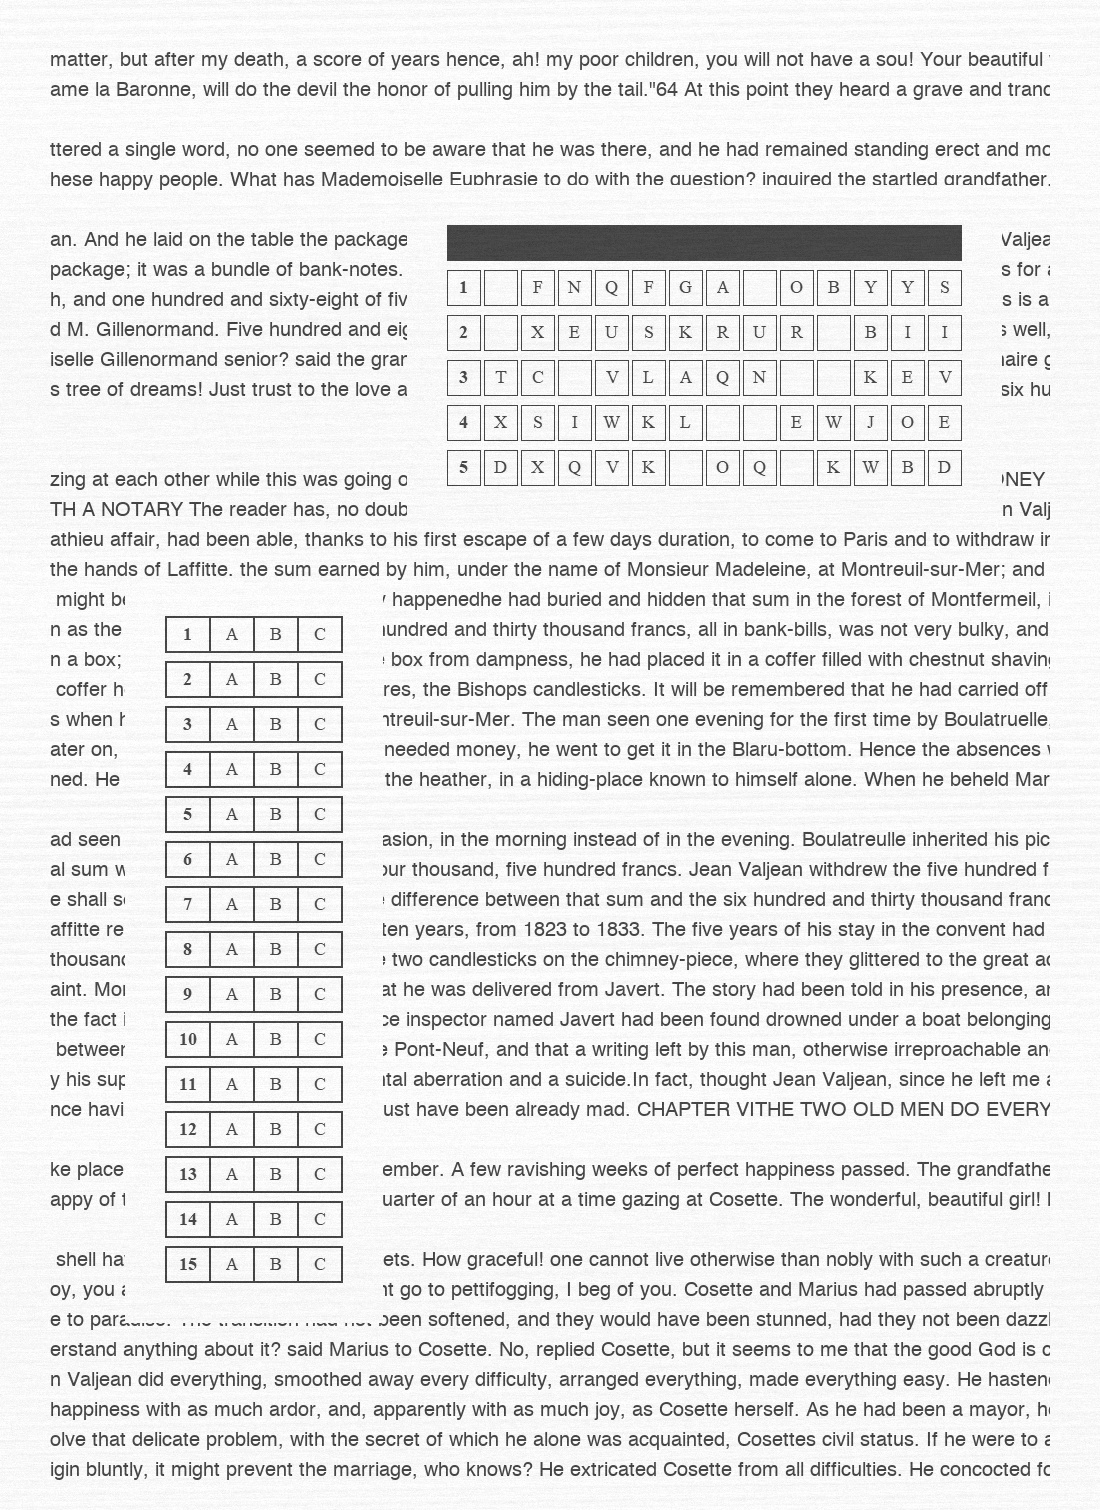 matter, but after my death, a score of years hence, ah! my poor children, you will not have a sou! Your beautiful
ame la Baronne, will do the devil the honor of pulling him by the tail."64 At this point they heard a grave and tranc
ttered a single word, no one seemed to be aware that he was there, and he had remained standing erect and mo
hese happy people. What has Mademoiselle Euphrasie to do with the question? inquired the startled grandfather.
an. And he laid on the table the package Valjea
package; it was a bundle of bank-notes. s for a
h, and one hundred and sixty-eight of fiv s is a
d M. Gillenormand. Five hundred and eig s well,
iselle Gillenormand senior? said the gran naire g
s tree of dreams! Just trust to the love a six hu
zing at each other while this was going o ONEY
TH A NOTARY The reader has, no doub n Valj
1 F N Q F G A O B Y Y S
2 X E U S K R U R B I I
3 T C V L A Q N K E V
4 X S I W K L E W J O E
5 D X Q V K O Q K W B D
athieu affair, had been able, thanks to his first escape of a few days duration, to come to Paris and to withdraw in
the hands of Laffitte. the sum earned by him, under the name of Monsieur Madeleine, at Montreuil-sur-Mer; and
might be y happenedhe had buried and hidden that sum in the forest of Montfermeil, i
n as the hundred and thirty thousand francs, all in bank-bills, was not very bulky, and
n a box; e box from dampness, he had placed it in a coffer filled with chestnut shaving
coffer h res, the Bishops candlesticks. It will be remembered that he had carried off
s when h ntreuil-sur-Mer. The man seen one evening for the first time by Boulatruelle,
ater on, needed money, he went to get it in the Blaru-bottom. Hence the absences w
ned. He the heather, in a hiding-place known to himself alone. When he beheld Mar
ad seen asion, in the morning instead of in the evening. Boulatreulle inherited his pic
al sum w our thousand, five hundred francs. Jean Valjean withdrew the five hundred f
e shall se e difference between that sum and the six hundred and thirty thousand franc
affitte re ten years, from 1823 to 1833. The five years of his stay in the convent had
thousand e two candlesticks on the chimney-piece, where they glittered to the great ad
aint. Mor at he was delivered from Javert. The story had been told in his presence, an
the fact i ce inspector named Javert had been found drowned under a boat belonging
between e Pont-Neuf, and that a writing left by this man, otherwise irreproachable and
y his sup ntal aberration and a suicide.In fact, thought Jean Valjean, since he left me a
nce havi ust have been already mad. CHAPTER VITHE TWO OLD MEN DO EVERY
ke place ember. A few ravishing weeks of perfect happiness passed. The grandfathe
appy of t uarter of an hour at a time gazing at Cosette. The wonderful, beautiful girl! I
shell hav ets. How graceful! one cannot live otherwise than nobly with such a creature
oy, you a nt go to pettifogging, I beg of you. Cosette and Marius had passed abruptly
1 A B C
2 A B C
3 A B C
4 A B C
5 A B C
6 A B C
7 A B C
8 A B C
9 A B C
10 A B C
11 A B C
12 A B C
13 A B C
14 A B C
15 A B C
e to paradise. The transition had not been softened, and they would have been stunned, had they not been dazzl
erstand anything about it? said Marius to Cosette. No, replied Cosette, but it seems to me that the good God is c
n Valjean did everything, smoothed away every difficulty, arranged everything, made everything easy. He hastene
happiness with as much ardor, and, apparently with as much joy, as Cosette herself. As he had been a mayor, he
olve that delicate problem, with the secret of which he alone was acquainted, Cosettes civil status. If he were to a
igin bluntly, it might prevent the marriage, who knows? He extricated Cosette from all difficulties. He concocted fo